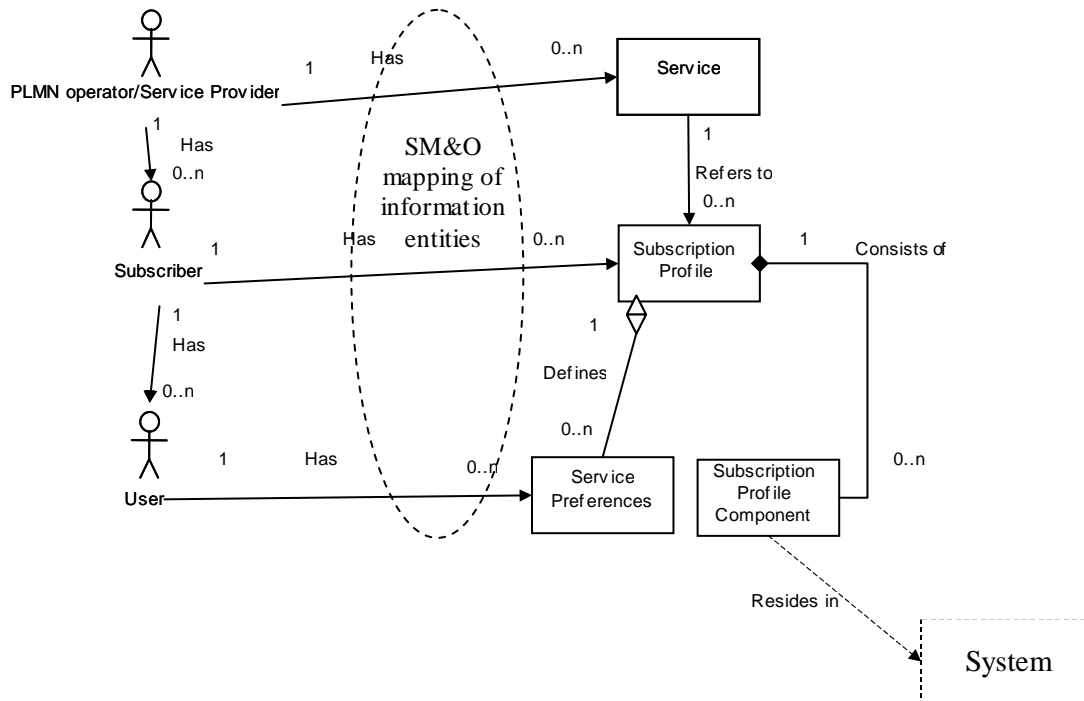 Has
1
0..n
Service
PLMN operator/Service Provider
1
Has
0..n
SM&O
mapping of
information
entities
1
Refers to
0..n
Subscriber
1
Has
0..n
Subscription
Profile
1
Consists of
1
Has
0..n
1
Defines
0..n
User
1
Has
0..n
Service
Preferences
Subscription
Profile
Component
0..n
Resides in
System